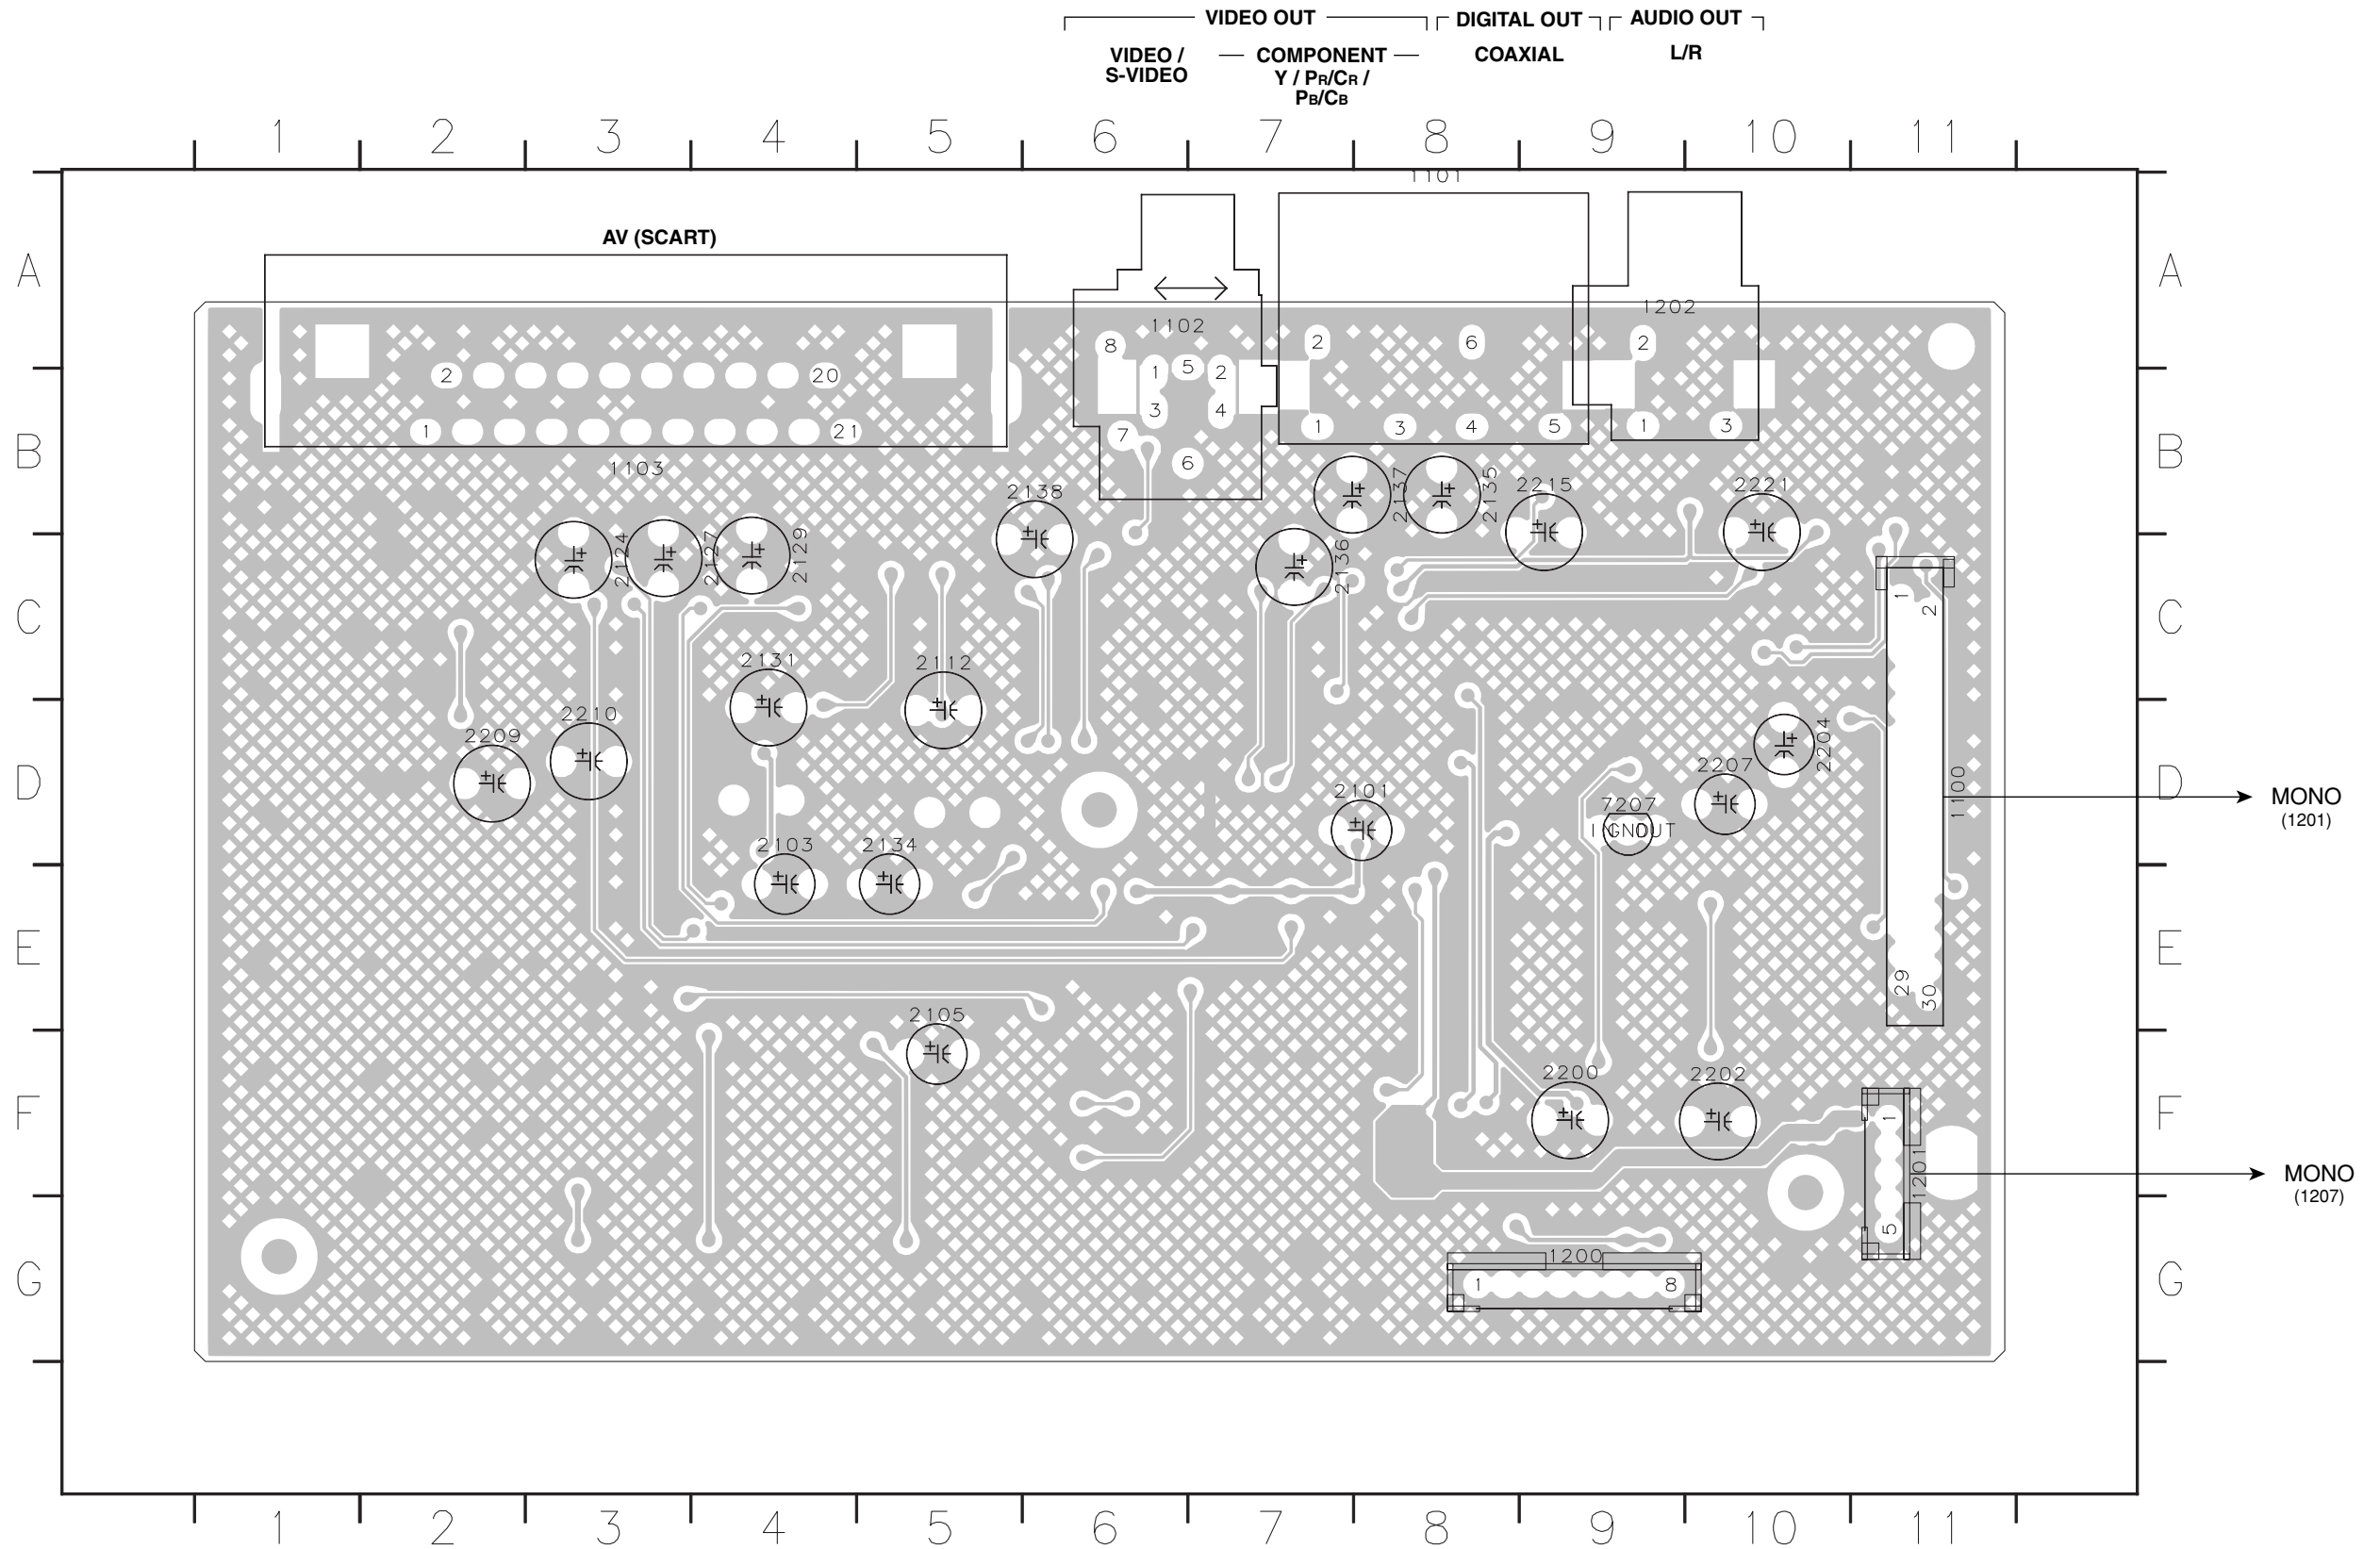 VIDEO OUT DIGITAL OUT AUDIO OUT
VIDEO / S-VIDEO COMPONENT Y / PR/CR / PB/CB COAXIAL L/R
1 2 3 4 5 6 7 8 9 10 11
1101
AV (SCART)
A A
1202
1102
8 2 6 2
2 20 1 5 2
3 4
1 21 7 1 3 4 5 1 3
B B
6
1103
2138 2137 2135 2215 2221
2124 2127 2129 2136
1
2
C C
2131 2112
2210
2209 2204
2207
D D
1100
MONO
(1201)
2101
7207
IN GND OUT
2103 2134
E E
29
30
2105
2200 2202
F F
1
1201
MONO
(1207)
5
1200
1 8
G G
1 2 3 4 5 6 7 8 9 10 11